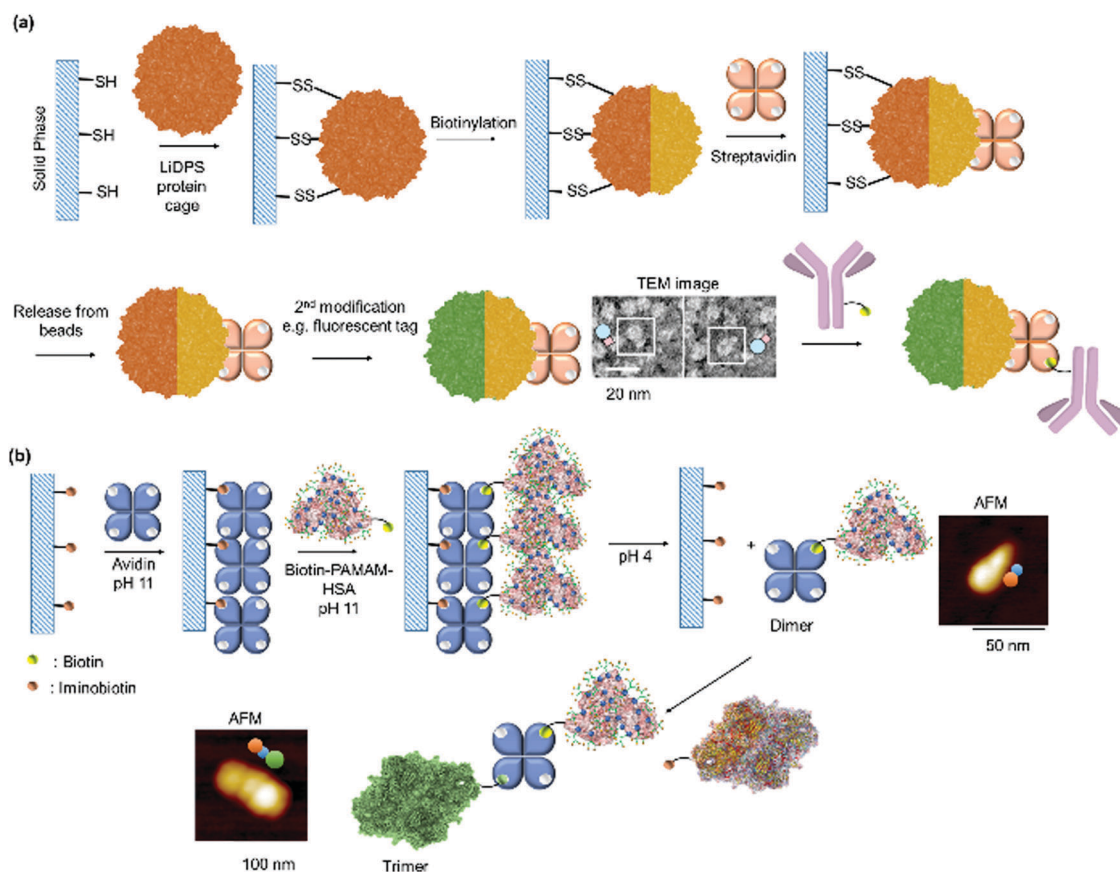 (a)
Solid Phase
SH
SH
SH
LiDPS
protein
cage
SS
SS
SS
Biotinylation
SS
SS
SS
Streptavidin
SS
SS
SS
Release from
beads
2nd modification
e.g. fluorescent tag
TEM image
20 nm
(b)
Avidin
pH 11
Biotin-PAMAM-
HSA
pH 11
pH 4
+
Dimer
AFM
50 nm
: Biotin
: Iminobiotin
AFM
100 nm
Trimer